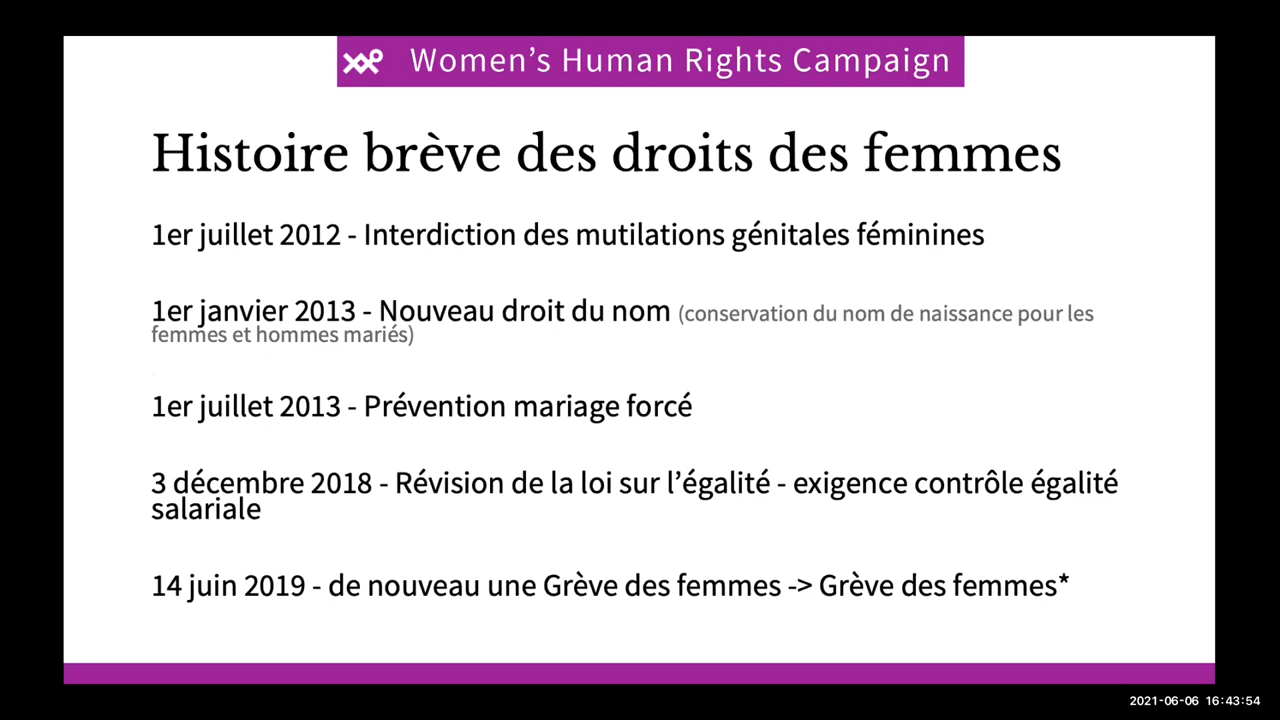 Women’s Human Rights Campaign
Histoire brève des droits des femmes
1er juillet 2012 - Interdiction des mutilations génitales féminines
1er janvier 2013 - Nouveau droit du nom (conservation du nom de naissance pour les
femmes et hommes mariés)
1er juillet 2013 - Prévention mariage forcé
3 décembre 2018 - Révision de la loi sur l’égalité - exigence contrôle égalité
salariale
14 juin 2019 - de nouveau une Grève des femmes -> Grève des femmes*
2021-06-06 16:43:54